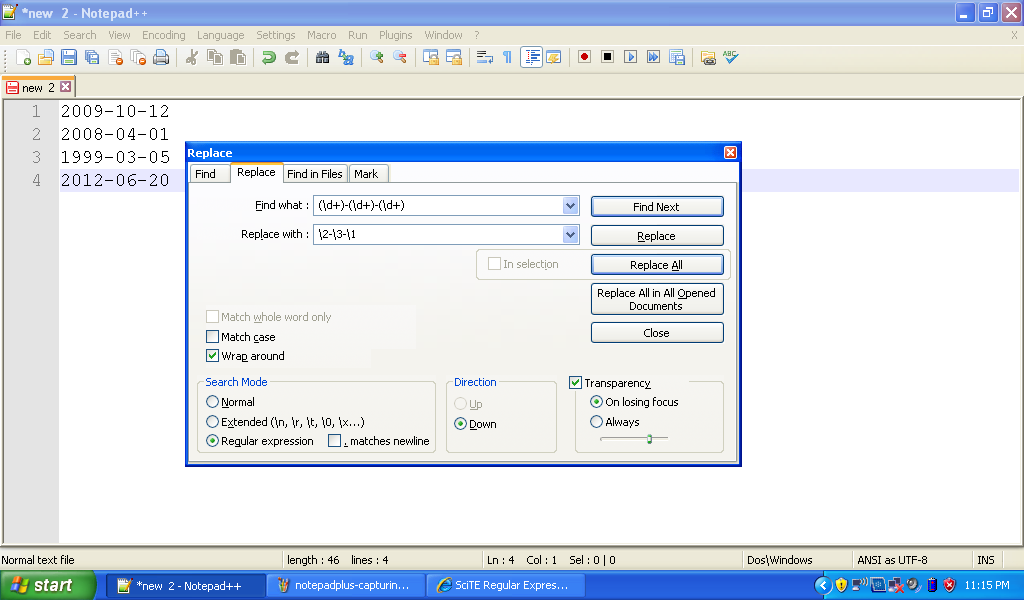 *new  2 - Notepad++
File Edit Search View Encoding Language Settings Macro Run Plugins Window ? X
new  2
1 2009-10-12
2 2008-04-01
3 1999-03-05
4 2012-06-20
Replace
Find Replace Find in Files Mark
Find what : (\d+)-(\d+)-(\d+) Find Next
Replace with : \2-\3-\1 Replace
In selection Replace All
Replace All in All Opened
Documents
Match whole word only
Match case Close
Wrap around
Search Mode Direction Transparency
Normal Up On losing focus
Extended (\n, \r, \t, \0, \x...) Down Always
Regular expression . matches newline
Normal text file length : 46 lines : 4 Ln : 4 Col : 1 Sel : 0 | 0 Dos\Windows ANSI as UTF-8 INS
start *new  2 - Notepad++ notepadplus-capturin... SciTE Regular Expres... 11:15 PM